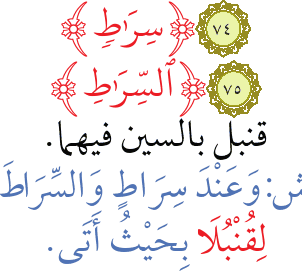 ٧٤ ﴿سِرَٰطٖ﴾
٧٥ ﴿ٱلسِّرَٰطِ﴾
قنبل بالسين فيهما.
ش: وَعَنْدَ سِرَاطٍ وَالسِّرَاطَ
لِقُنْبُلَا بِحَيْثُ أَتَى.